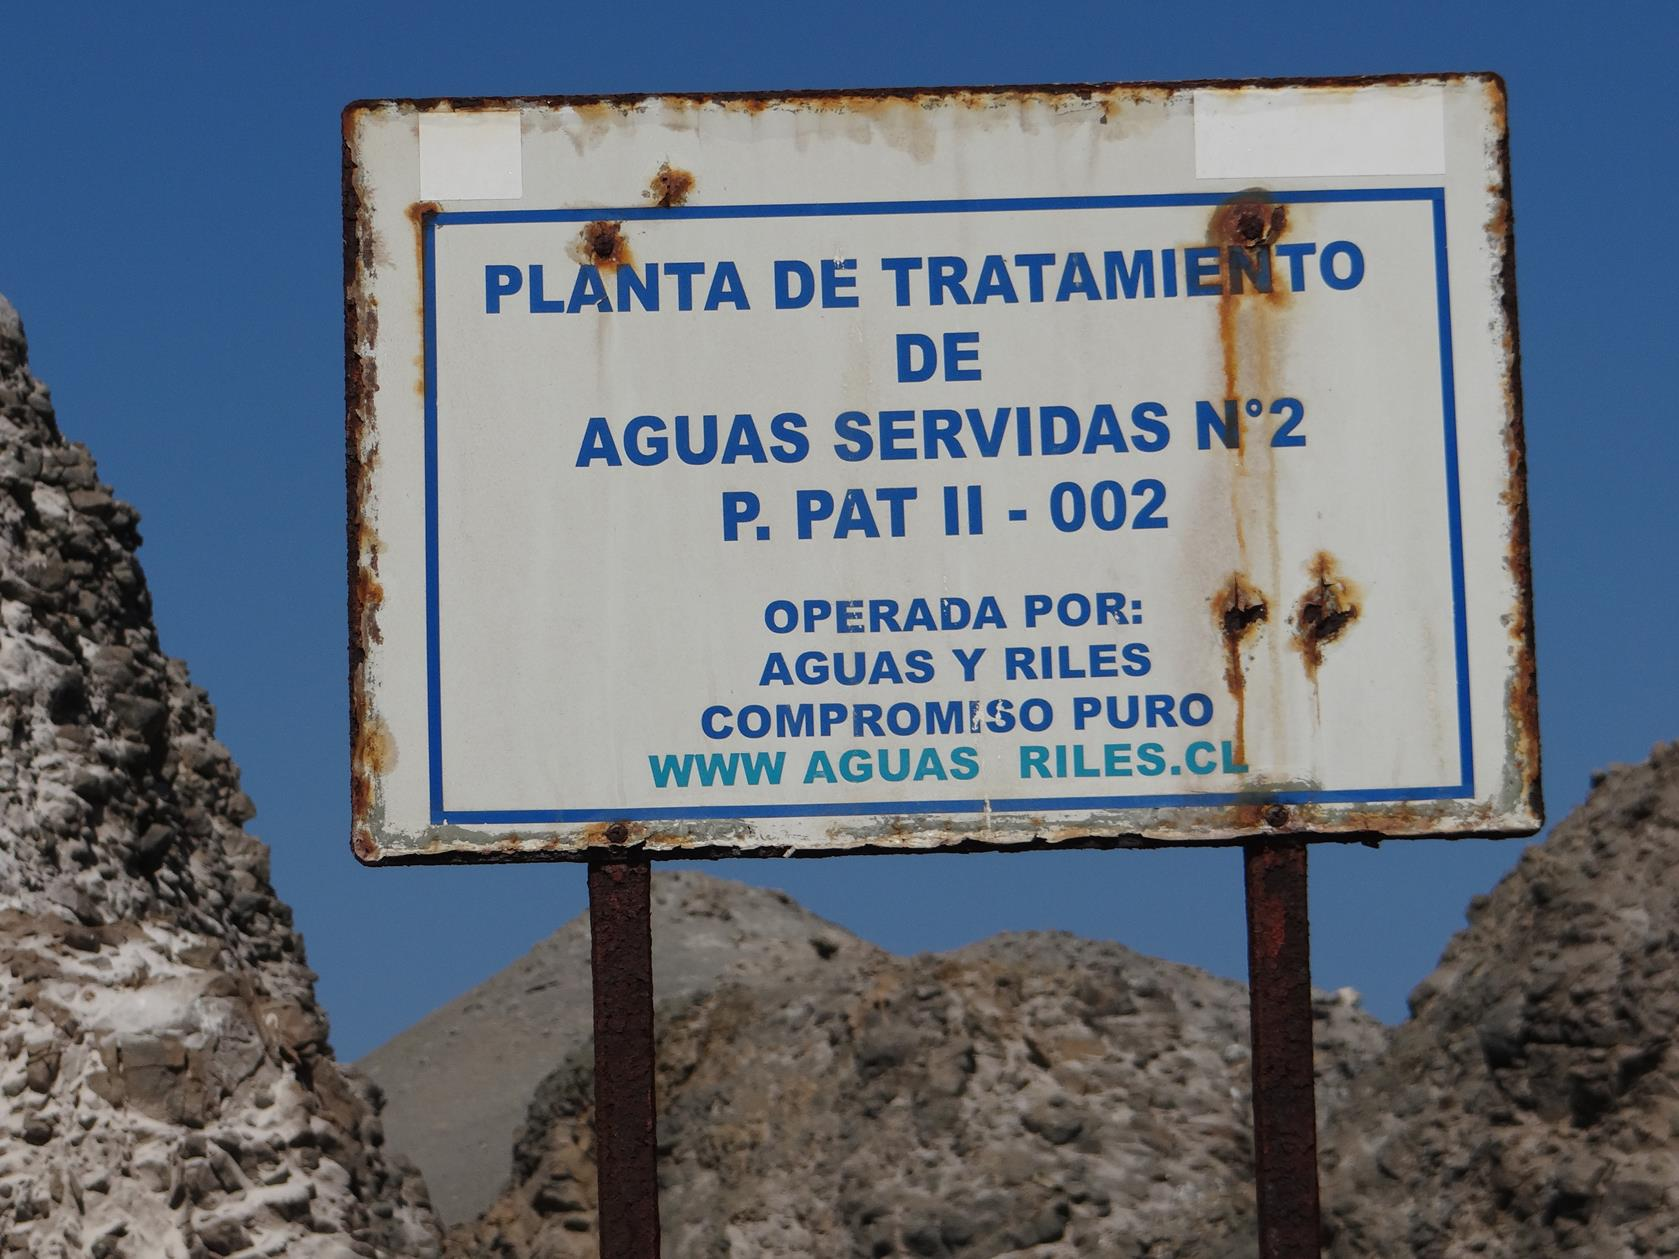 PLANTA DE TRATAMIENTO
DE
AGUAS SERVIDAS N°2
P. PAT II - 002
OPERADA POR:
AGUAS Y RILES
COMPROMISO PURO
WWW AGUAS RILES.CL